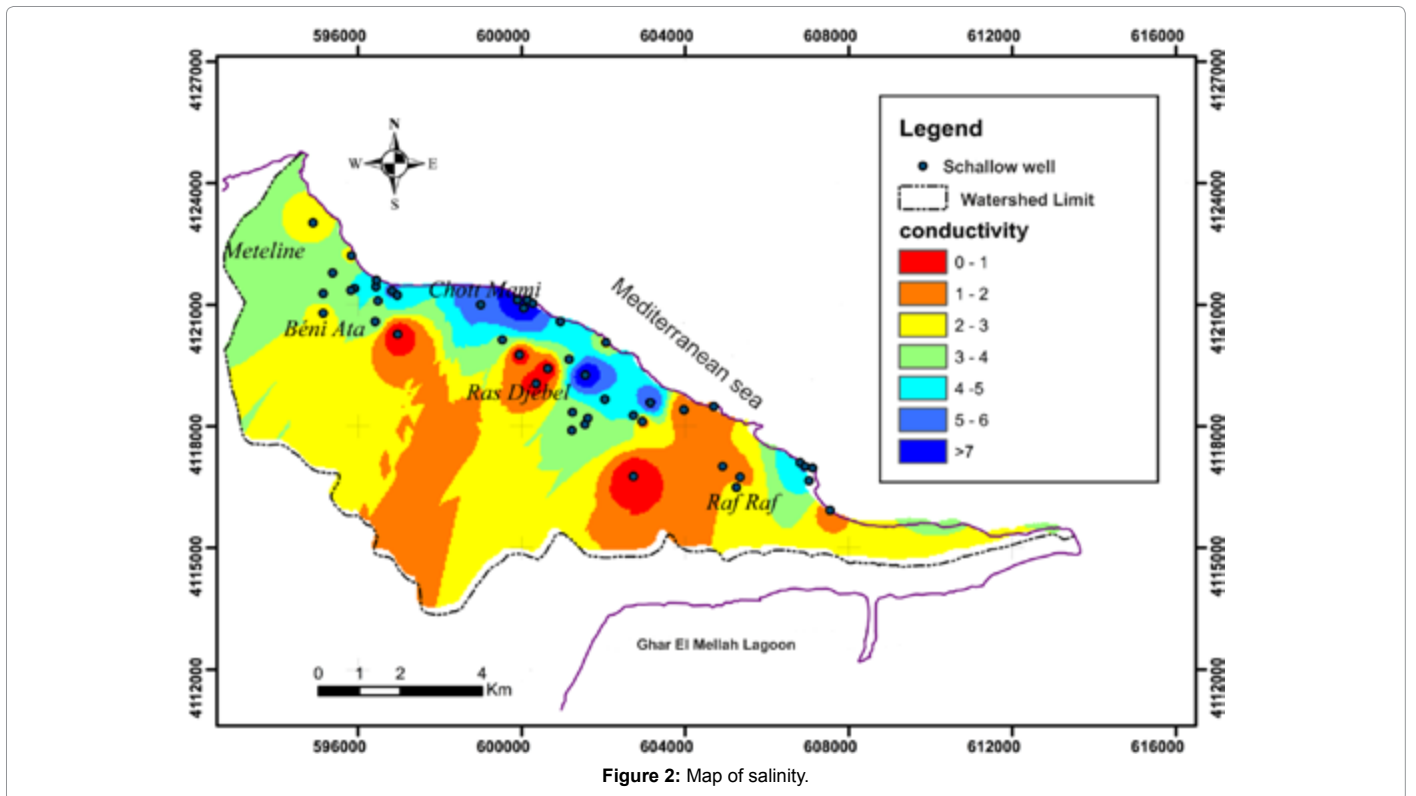 596000 600000 604000 608000 612000 616000
4127000 4127000
4124000 4124000
4121000 4121000
4118000 4118000
4115000 4115000
4112000 4112000
N
W E
S
Legend
Schallow well
Watershed Limit
conductivity
0 - 1
1 - 2
2 - 3
3 - 4
4 -5
5 - 6
>7
Meteline
Chott Mami
Béni Ata
Mediterranean sea
Ras Djebel
Raf Raf
Ghar El Mellah Lagoon
0 1 2 4
Km
596000 600000 604000 608000 612000 616000
Figure 2: Map of salinity.